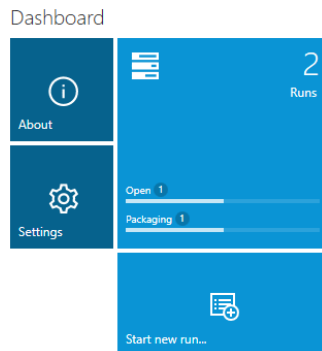 Dashboard
About
2
Runs
Open 1
Packaging 1
Settings
Start new run...